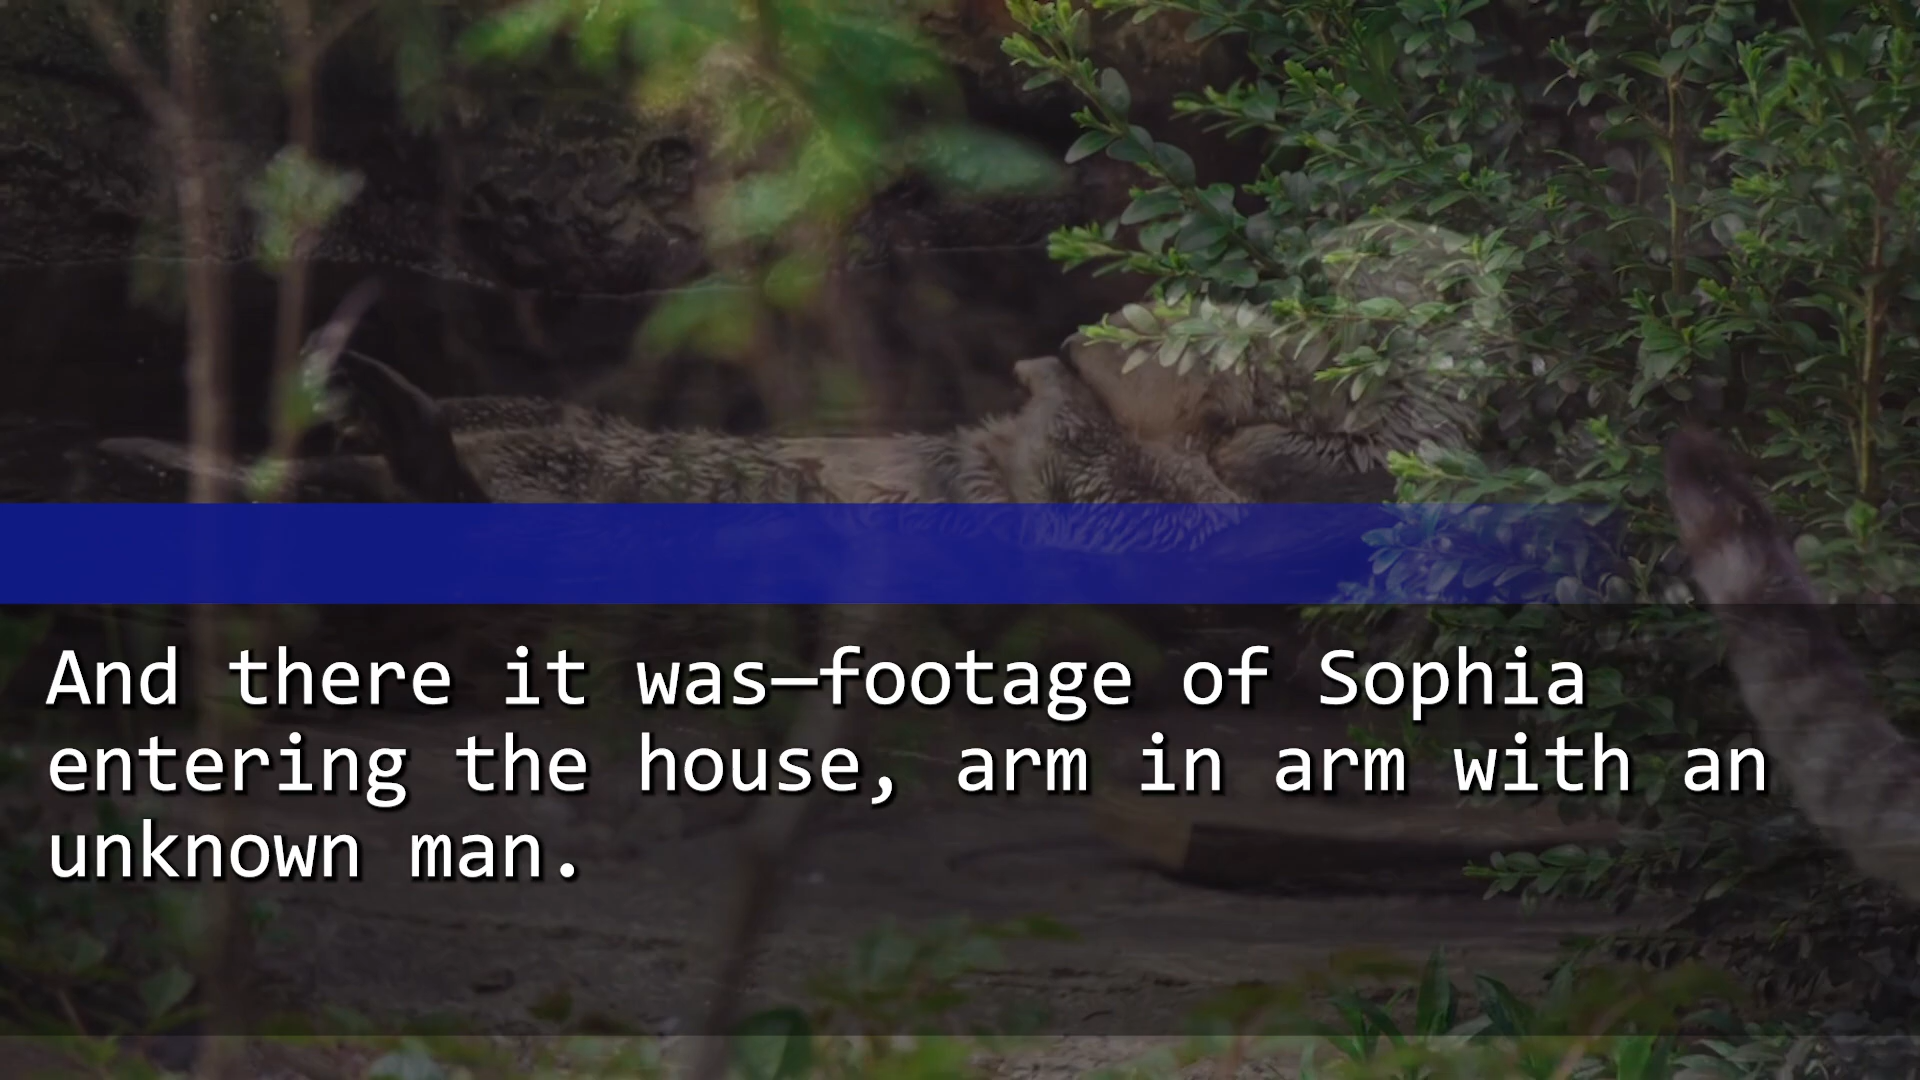 And there it was—footage of Sophia
entering the house, arm in arm with an
unknown man.